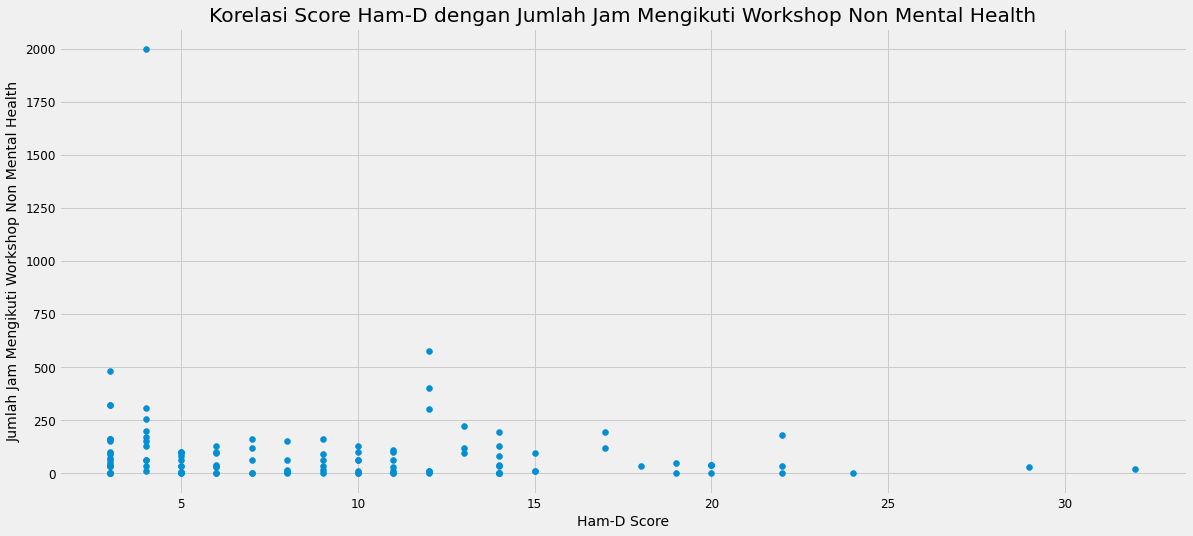 Korelasi Score Ham-D dengan Jumlah Jam Mengikuti Workshop Non Mental Health
Jumlah Jam Mengikuti Workshop Non Mental Health
2000
1750
1500
1250
1000
750
500
250
0
5 10 15 20 25 30
Ham-D Score